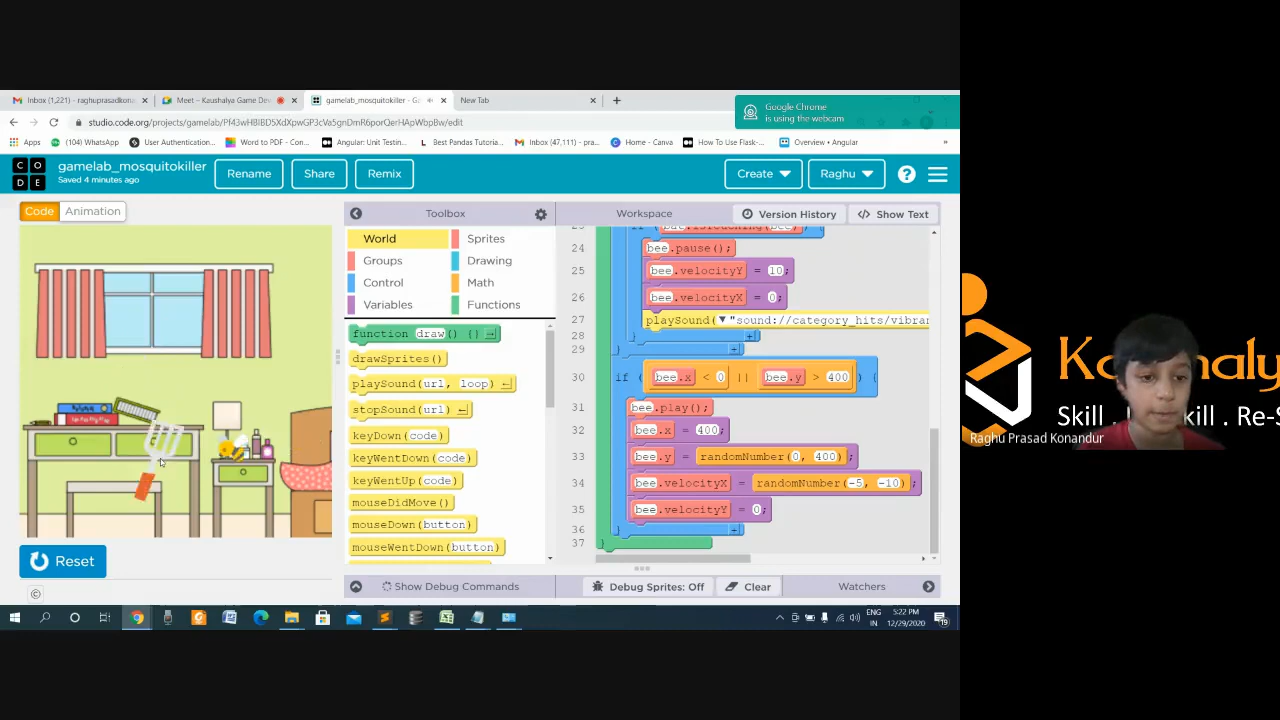 Inbox (1,221) - raghuprasadkona
Meet – Kaushalya Game De
gamelab_mosquitokiller - G
New Tab
Google Chrome
is using the webcam
studio.code.org/projects/gamelab/
Apps
(104) WhatsApp
User Authentication...
Word to PDF - Con...
Angular: Unit Testin...
Best Pandas Tutoria...
Inbox (47,111) - pra...
Home - Canva
How To Use Flask-...
Overview • Angular
»
C O D E
gamelab_mosquitokiller
Saved 4 minutes ago
Rename
Share
Remix
Create
Raghu
?
Code
Animation
Toolbox
Workspace
Version History
</> Show Text
World
Sprites
Groups
Drawing
Control
Math
Variables
Functions
function draw() {}
drawSprites()
playSound(url, loop)
stopSound(url)
keyDown(code)
keyWentDown(code)
keyWentUp(code)
mouseDidMove()
mouseDown(button)
mouseWentDown(button)
24 bee.pause();
25 bee.velocityY = 10;
26 bee.velocityX = 0;
27 playSound( "sound://category_hits/vibran
28 }
29 }
30 if ( bee.x < 0 || bee.y > 400 ) {
31 bee.play();
32 bee.x = 400;
33 bee.y = randomNumber(0, 400);
34 bee.velocityX = randomNumber(-5, -10);
35 bee.velocityY = 0;
36 }
37 }
Reset
©
Show Debug Commands
Debug Sprites: Off
Clear
Watchers
ENG
IN
5:22 PM
12/29/2020
19
Raghu Prasad Konandur